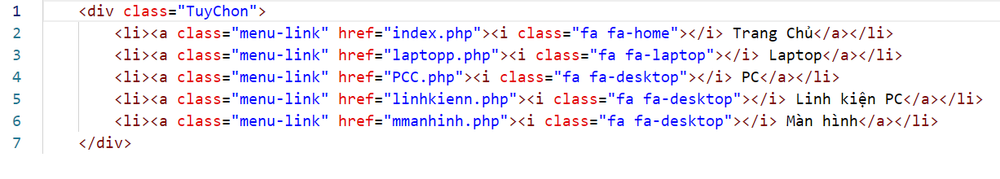 1 <div class="TuyChon">
2 <li><a class="menu-link" href="index.php"><i class="fa fa-home"></i> Trang Chủ</a></li>
3 <li><a class="menu-link" href="laptopp.php"><i class="fa fa-laptop"></i> Laptop</a></li>
4 <li><a class="menu-link" href="PCC.php"><i class="fa fa-desktop"></i> PC</a></li>
5 <li><a class="menu-link" href="linhkienn.php"><i class="fa fa-desktop"></i> Linh kiện PC</a></li>
6 <li><a class="menu-link" href="mmanhinh.php"><i class="fa fa-desktop"></i> Màn hình</a></li>
7 </div>